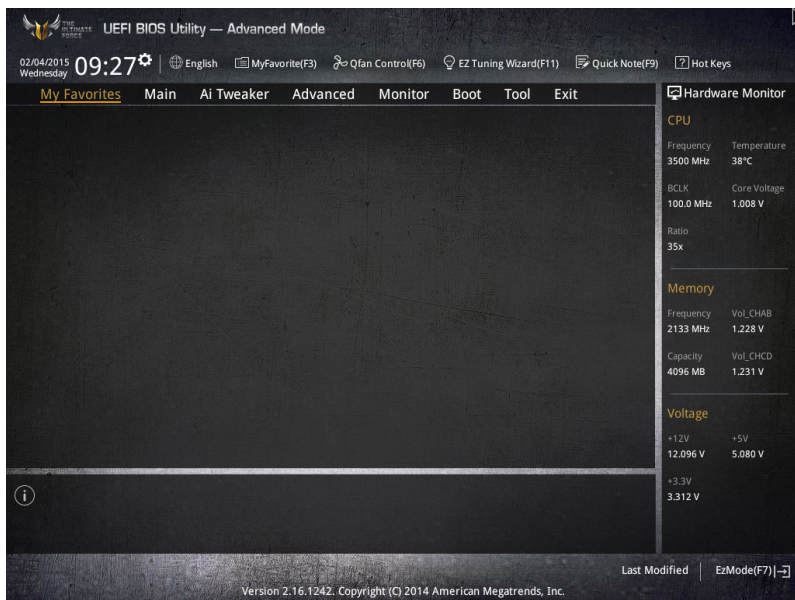 THE
ULTIMATE
FORCE
UEFI BIOS Utility — Advanced Mode
02/04/2015
Wednesday
09:27
English
MyFavorite(F3)
Qfan Control(F6)
EZ Tuning Wizard(F11)
Quick Note(F9)
? Hot Keys
My Favorites Main Ai Tweaker Advanced Monitor Boot Tool Exit
Hardware Monitor
CPU
Frequency Temperature
3500 MHz 38°C
BCLK Core Voltage
100.0 MHz 1.008 V
Ratio
35x
Memory
Frequency Vol_CHAB
2133 MHz 1.228 V
Capacity Vol_CHCD
4096 MB 1.231 V
Voltage
+12V +5V
12.096 V 5.080 V
+3.3V
3.312 V
i
Last Modified EzMode(F7)
Version 2.16.1242. Copyright (C) 2014 American Megatrends, Inc.